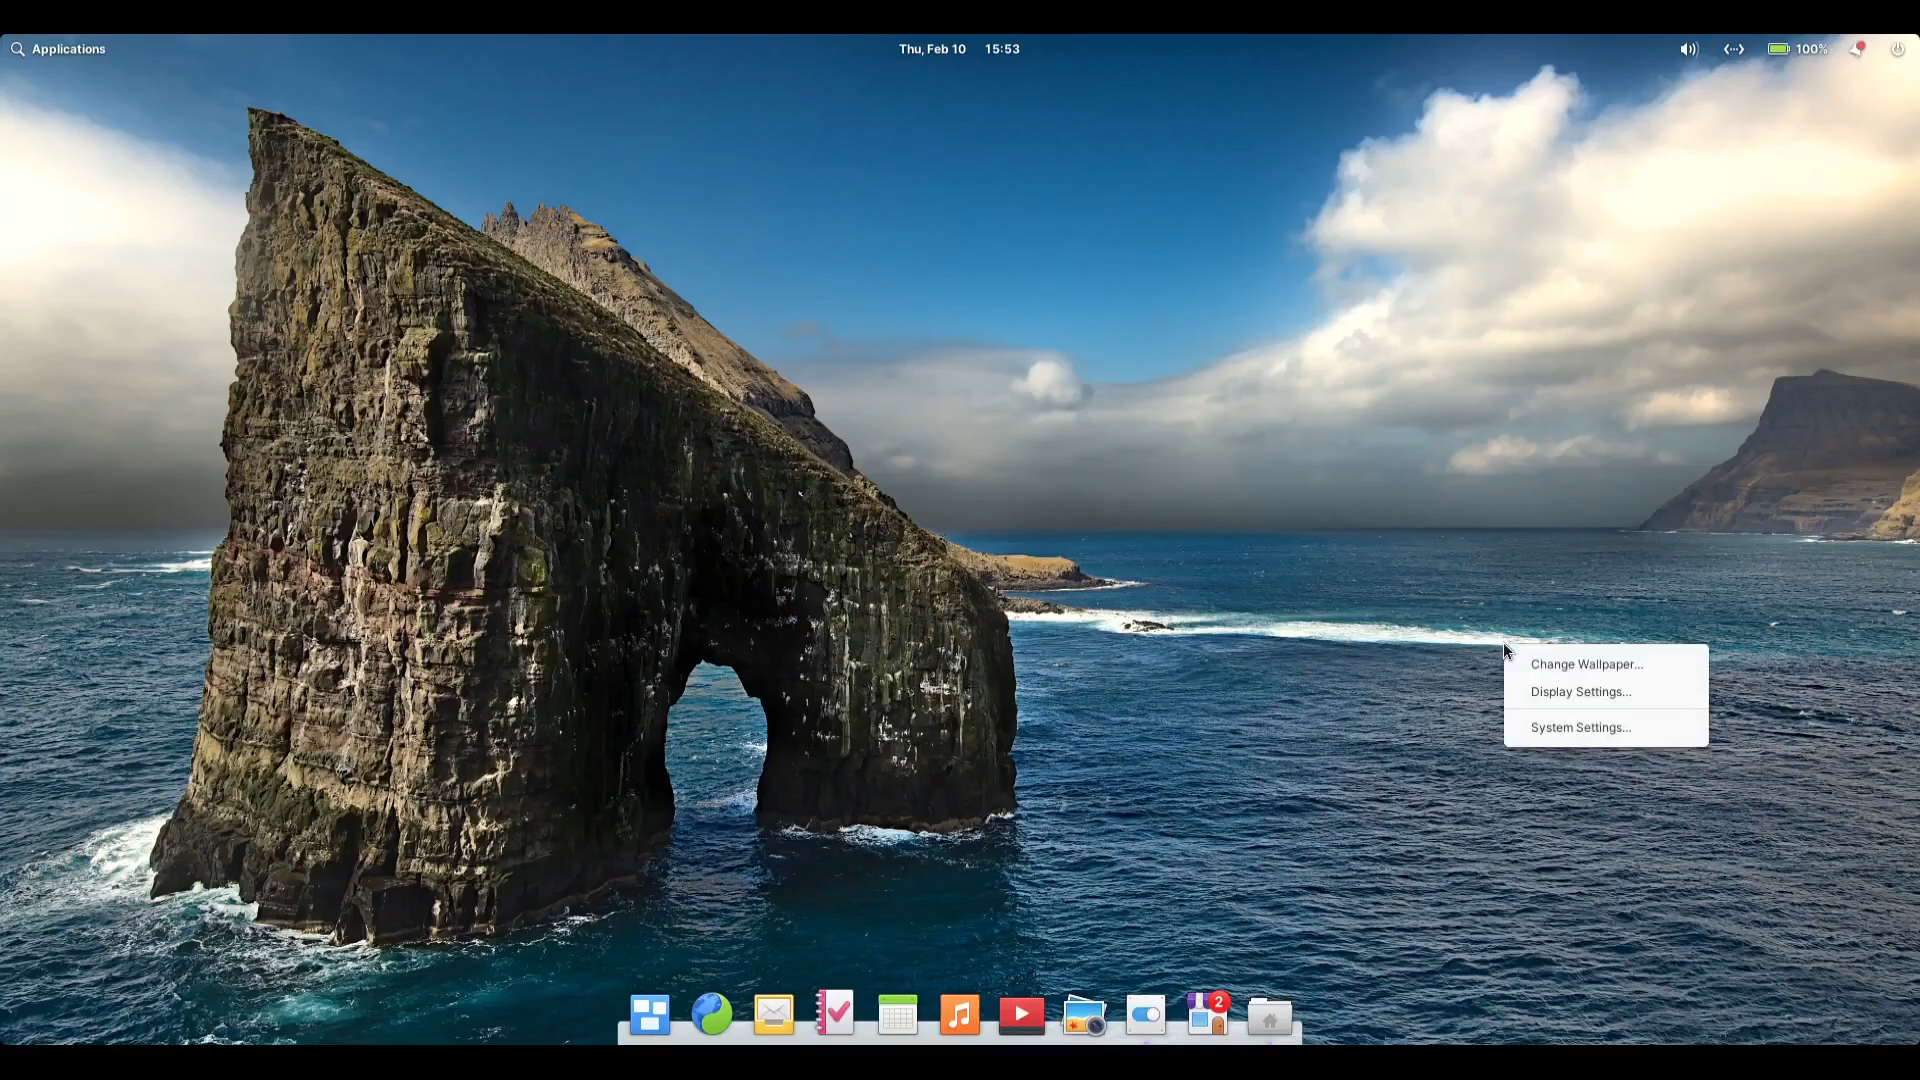 Applications
Thu, Feb 10 15:53
100%
Change Wallpaper...
Display Settings...
System Settings...
2